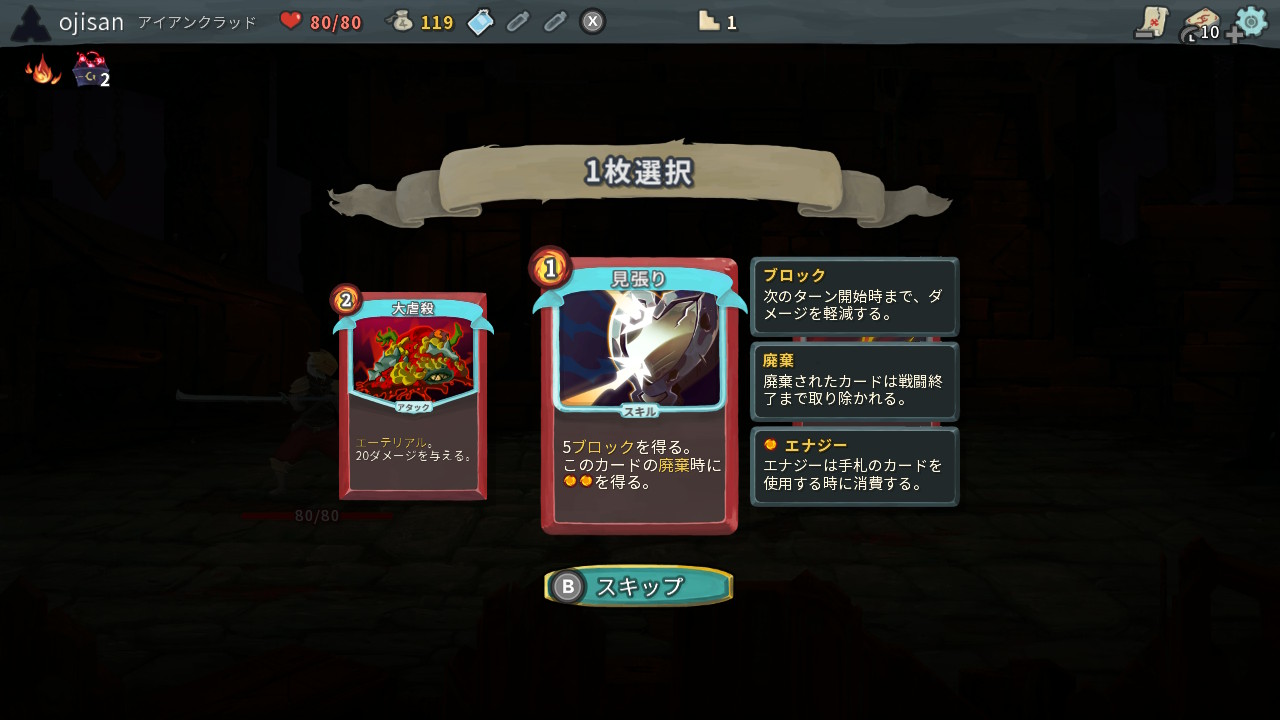 ojisan アイアンクラッド 80/80 119 X 1 L 10
2
1枚選択
2
大虐殺
アタック
エーテリアル。
20ダメージを与える。
1
見張り
スキル
5ブロックを得る。
このカードの廃棄時に
を得る。
ブロック
次のターン開始時まで、ダ
メージを軽減する。
廃棄
廃棄されたカードは戦闘終
了まで取り除かれる。
エナジー
エナジーは手札のカードを
使用する時に消費する。
80/80
B スキップ